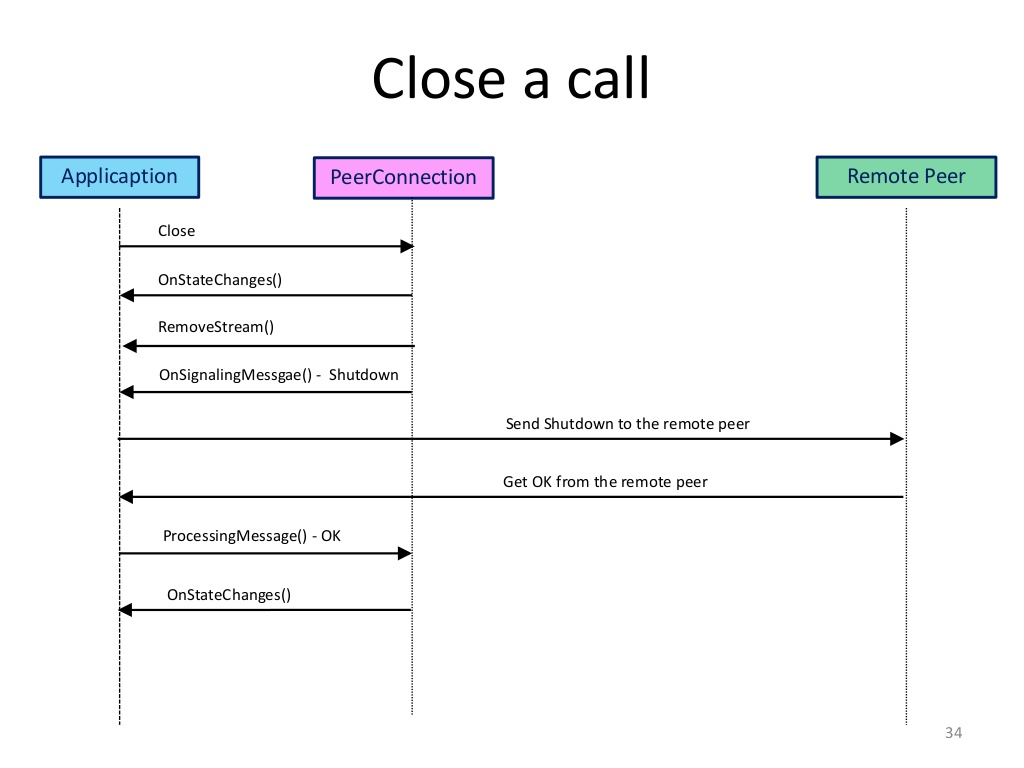 Close a call
Applicaption
PeerConnection
Remote Peer
Close
OnStateChanges()
RemoveStream()
OnSignalingMessgae() - Shutdown
Send Shutdown to the remote peer
Get OK from the remote peer
ProcessingMessage() - OK
OnStateChanges()
34